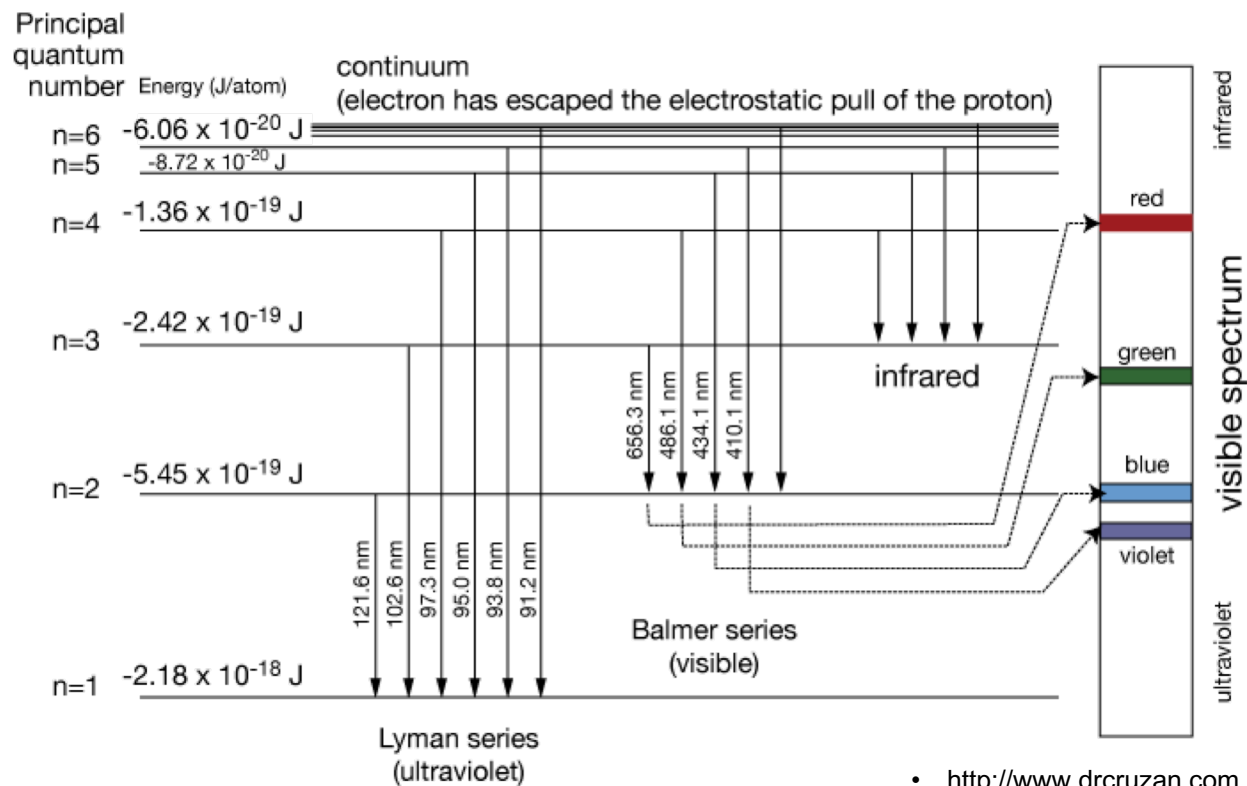 Principal
quantum
number
Energy (J/atom)
continuum
(electron has escaped the electrostatic pull of the proton)
n=6
-6.06 x 10⁻²⁰ J
n=5
-8.72 x 10⁻²⁰ J
n=4
-1.36 x 10⁻¹⁹ J
n=3
-2.42 x 10⁻¹⁹ J
n=2
-5.45 x 10⁻¹⁹ J
n=1
-2.18 x 10⁻¹⁸ J
121.6 nm
102.6 nm
97.3 nm
95.0 nm
93.8 nm
91.2 nm
Lyman series
(ultraviolet)
656.3 nm
486.1 nm
434.1 nm
410.1 nm
Balmer series
(visible)
infrared
infrared
red
green
blue
violet
visible spectrum
ultraviolet
• http://www.drcruzan.com